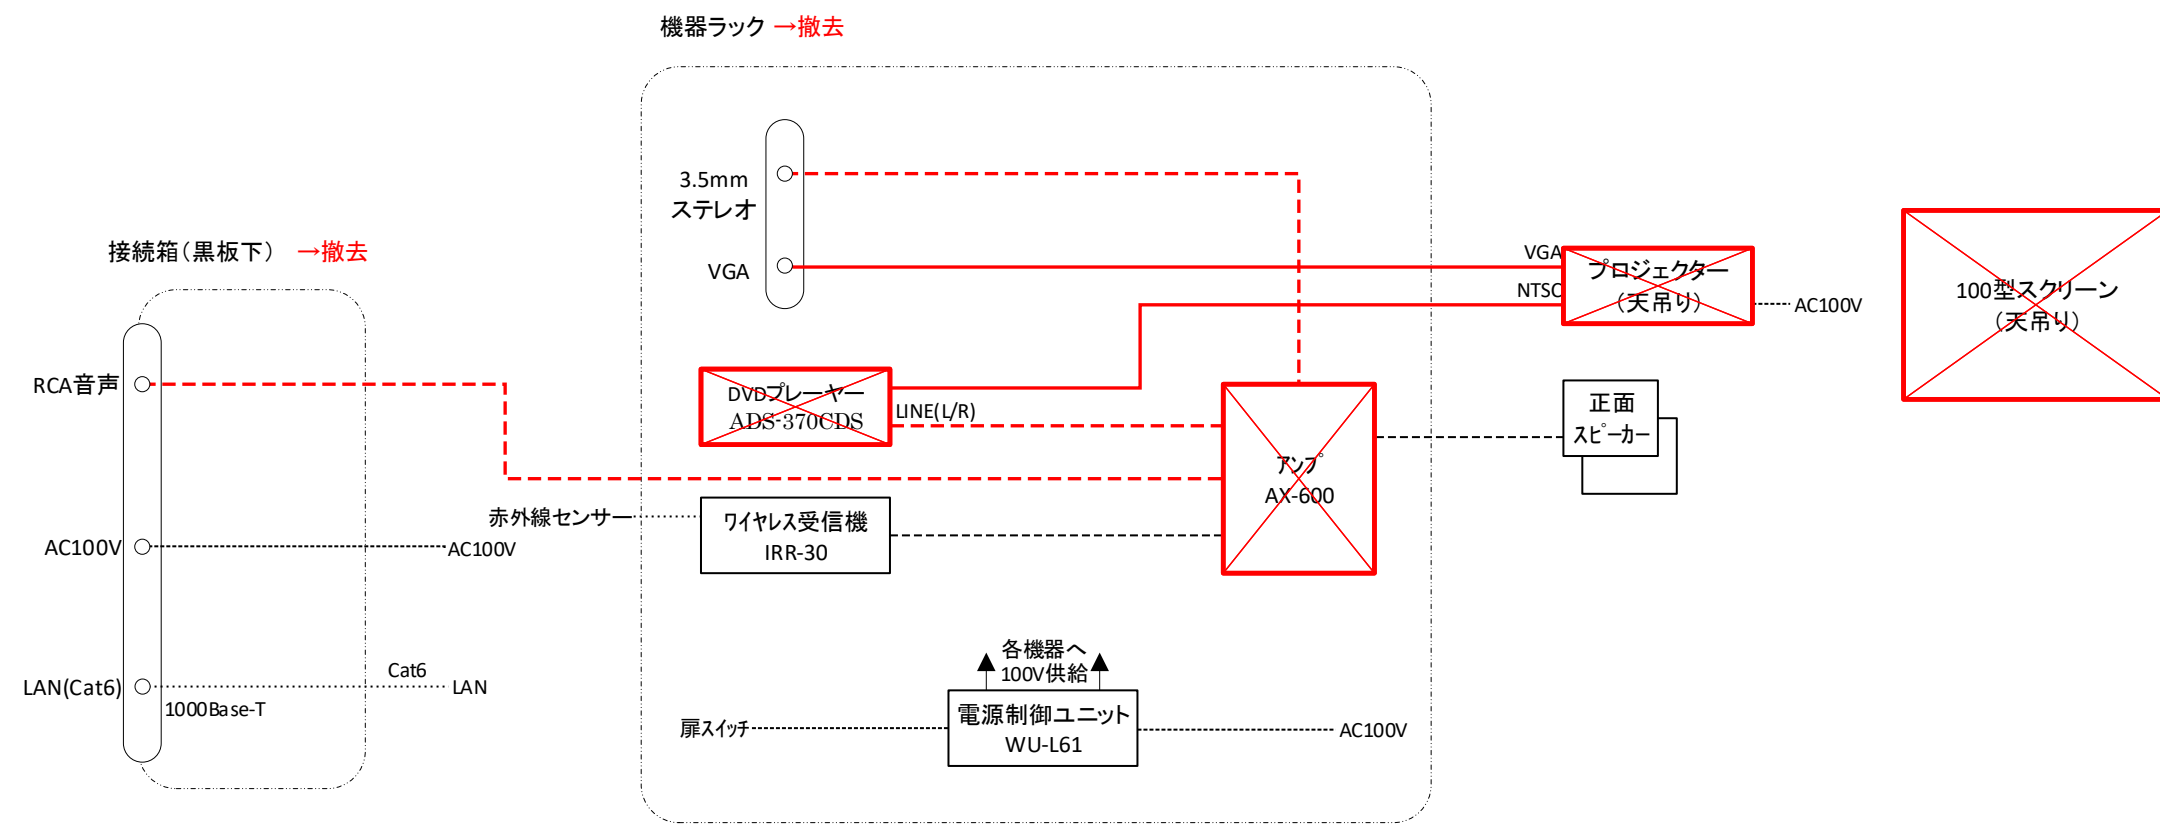 機器ラック →撤去
3.5mm
ステレオ
VGA
接続箱（黒板下） →撤去
RCA音声
AC100V
AC100V
LAN(Cat6)
1000Base-T
Cat6
LAN
DVDプレーヤー
ADS-370CDS
LINE(L/R)
赤外線センサー
ワイヤレス受信機
IRR-30
アンプ
AX-600
各機器へ
100V供給
扉スイッチ
電源制御ユニット
WU-L61
AC100V
VGA
NTSC
プロジェクター
（天吊り）
AC100V
正面
スピーカー
100型スクリーン
（天吊り）